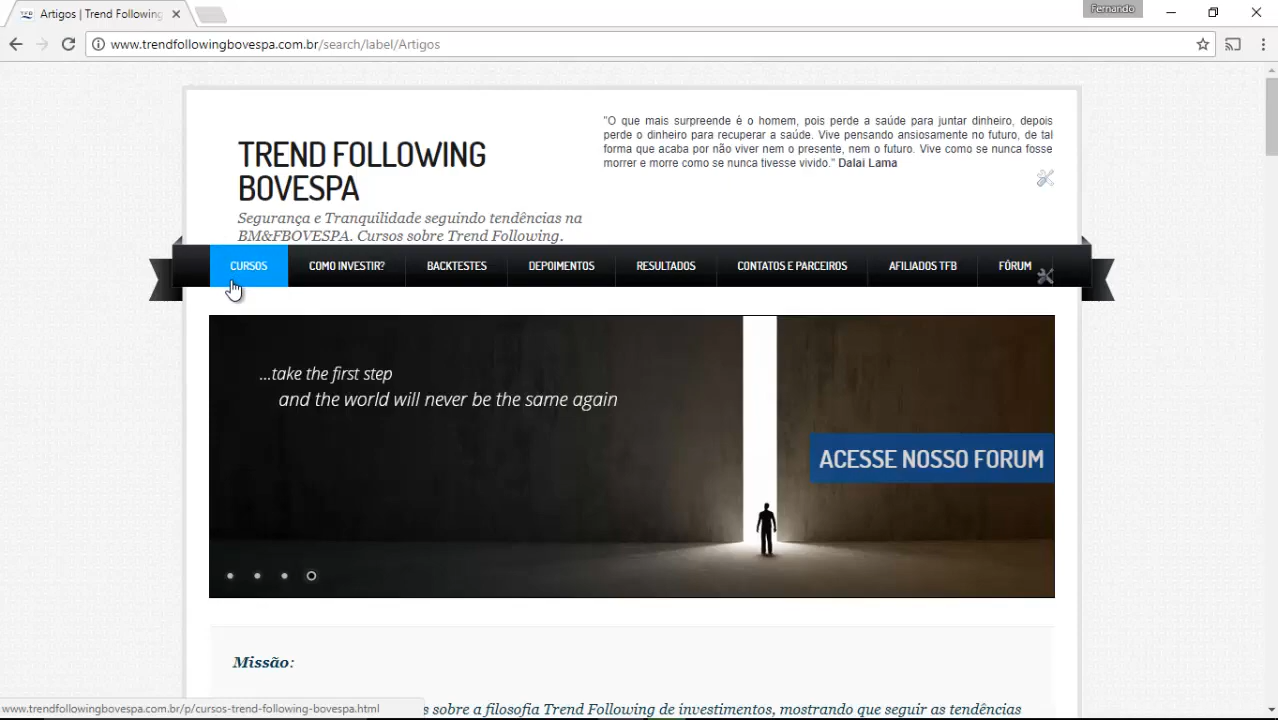 Artigos | Trend Following
Fernando
www.trendfollowingbovespa.com.br/search/label/Artigos
"O que mais surpreende é o homem, pois perde a saúde para juntar dinheiro, depois
perde o dinheiro para recuperar a saúde. Vive pensando ansiosamente no futuro, de tal
forma que acaba por não viver nem o presente, nem o futuro. Vive como se nunca fosse
morrer e morre como se nunca tivesse vivido." Dalai Lama
TREND FOLLOWING
BOVESPA
Segurança e Tranquilidade seguindo tendências na
BM&FBOVESPA. Cursos sobre Trend Following.
CURSOS COMO INVESTIR? BACKTESTES DEPOIMENTOS RESULTADOS CONTATOS E PARCEIROS AFILIADOS TFB FÓRUM
...take the first step
and the world will never be the same again
ACESSE NOSSO FORUM
Missão:
s sobre a filosofia Trend Following de investimentos, mostrando que seguir as tendências
www.trendfollowingbovespa.com.br/p/cursos-trend-following-bovespa.html